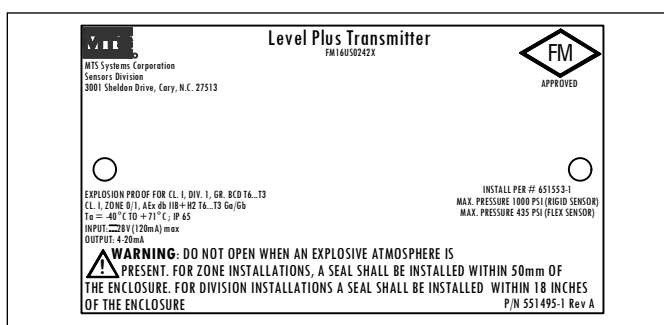 MTS
Level Plus Transmitter
FM16US0242X
FM
APPROVED
MTS Systems Corporation
Sensors Division
3001 Sheldon Drive, Cary, N.C. 27513
EXPLOSION PROOF FOR CL. I, DIV. 1, GR. BCD T6...T3
CL. I, ZONE 0/1, AEx db IIB+H2 T6...T3 Ga/Gb
Ta = -40°C TO +71°C ; IP 65
INPUT: 28V (120mA) max
OUTPUT: 4-20mA
INSTALL PER # 651553-1
MAX. PRESSURE 1000 PSI (RIGID SENSOR)
MAX. PRESSURE 435 PSI (FLEX SENSOR)
WARNING: DO NOT OPEN WHEN AN EXPLOSIVE ATMOSPHERE IS
PRESENT. FOR ZONE INSTALLATIONS, A SEAL SHALL BE INSTALLED WITHIN 50mm OF
THE ENCLOSURE. FOR DIVISION INSTALLATIONS A SEAL SHALL BE INSTALLED WITHIN 18 INCHES
OF THE ENCLOSURE
P/N 551495-1 Rev A